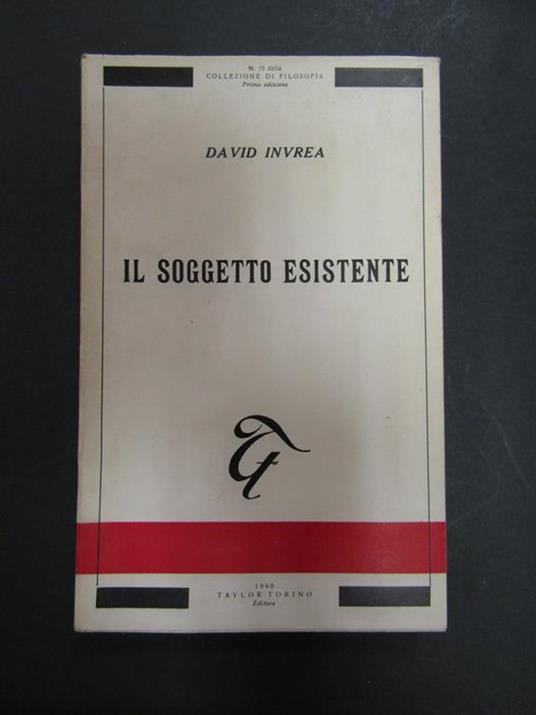 N. 15 della
COLLEZIONE DI FILOSOFIA
Prima edizione
DAVID INVREA
IL SOGGETTO ESISTENTE
1960
TAYLOR TORINO
Editore